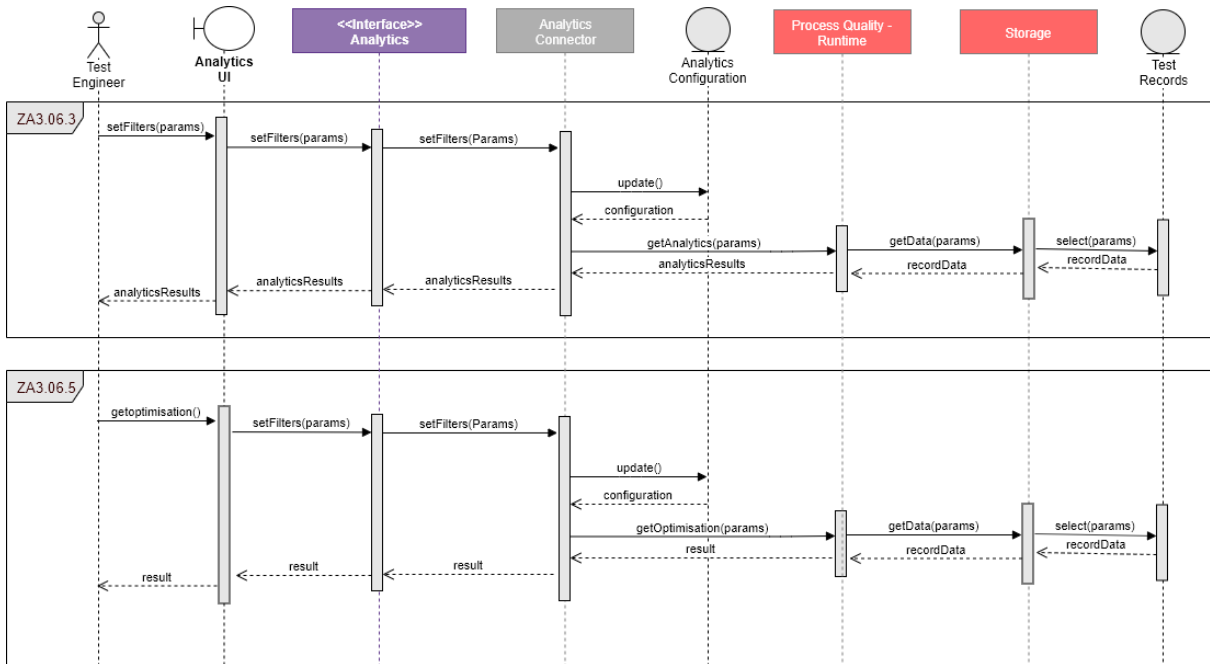 Test
Engineer
Analytics
UI
<<Interface>>
Analytics
Analytics
Connector
Analytics
Configuration
Process Quality -
Runtime
Storage
Test
Records
ZA3.06.3
setFilters(params)
setFilters(params)
setFilters(Params)
update()
configuration
getAnalytics(params)
getData(params)
select(params)
analyticsResults
recordData
recordData
analyticsResults
analyticsResults
analyticsResults
ZA3.06.5
getoptimisation()
setFilters(params)
setFilters(Params)
update()
configuration
getOptimisation(params)
getData(params)
select(params)
result
recordData
recordData
result
result
result